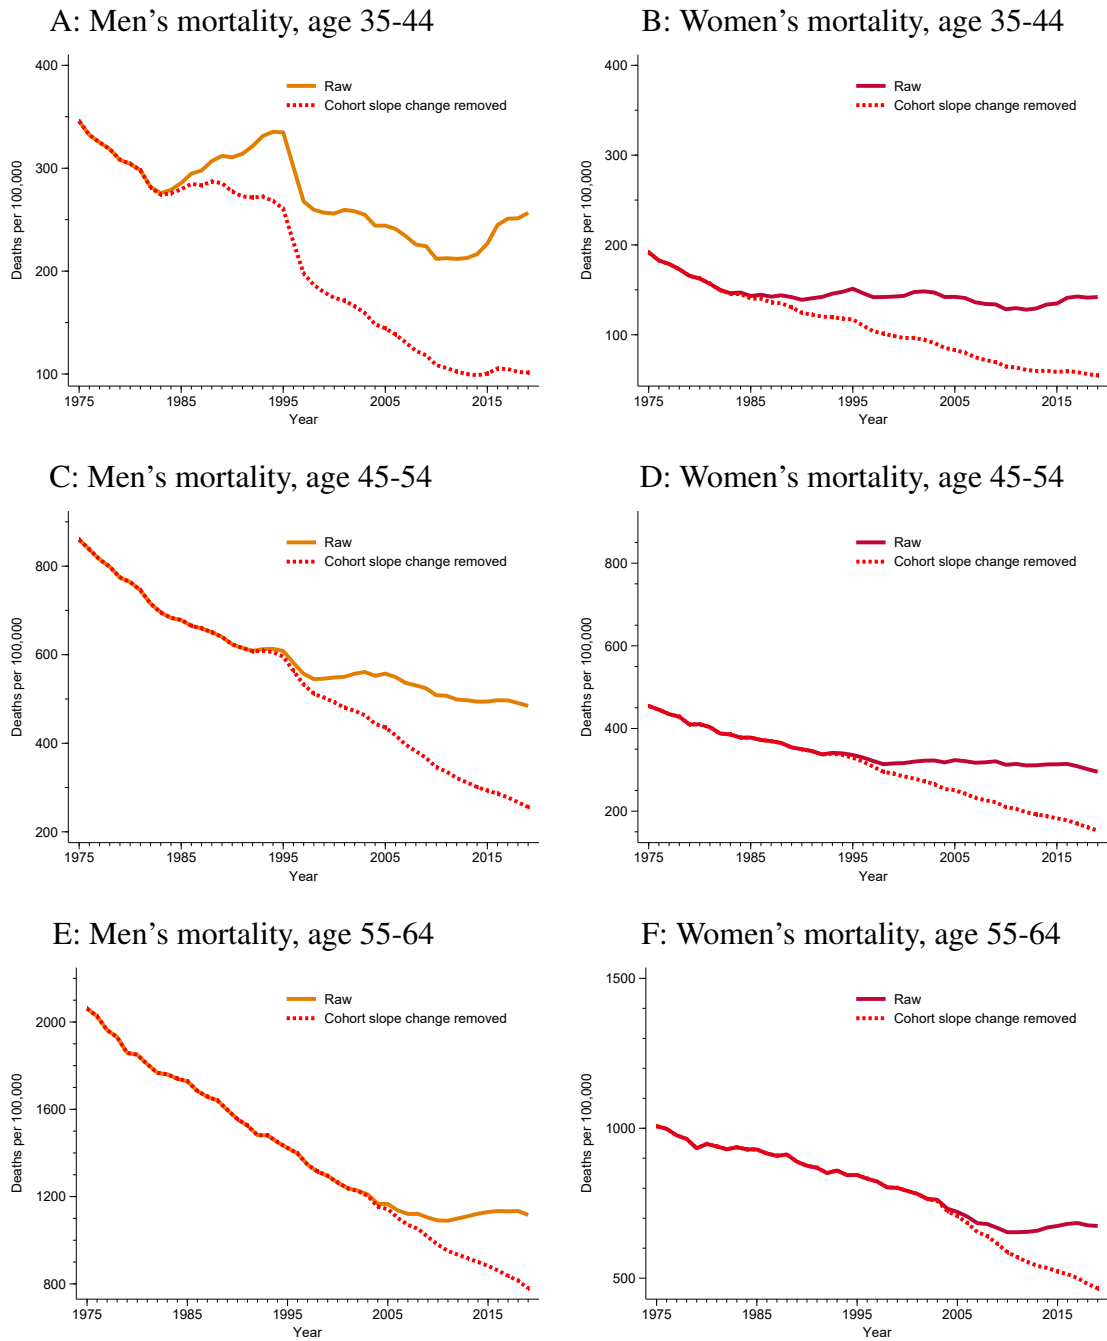 A: Men’s mortality, age 35-44
B: Women’s mortality, age 35-44
400
300
200
100
Deaths per 100,000
1975 1985 1995 2005 2015
Year
Raw
Cohort slope change removed
400
300
200
100
Deaths per 100,000
1975 1985 1995 2005 2015
Year
Raw
Cohort slope change removed
C: Men’s mortality, age 45-54
D: Women’s mortality, age 45-54
800
600
400
200
Deaths per 100,000
1975 1985 1995 2005 2015
Year
Raw
Cohort slope change removed
800
600
400
200
Deaths per 100,000
1975 1985 1995 2005 2015
Year
Raw
Cohort slope change removed
E: Men’s mortality, age 55-64
F: Women’s mortality, age 55-64
2000
1600
1200
800
Deaths per 100,000
1975 1985 1995 2005 2015
Year
Raw
Cohort slope change removed
1500
1000
500
Deaths per 100,000
1975 1985 1995 2005 2015
Year
Raw
Cohort slope change removed